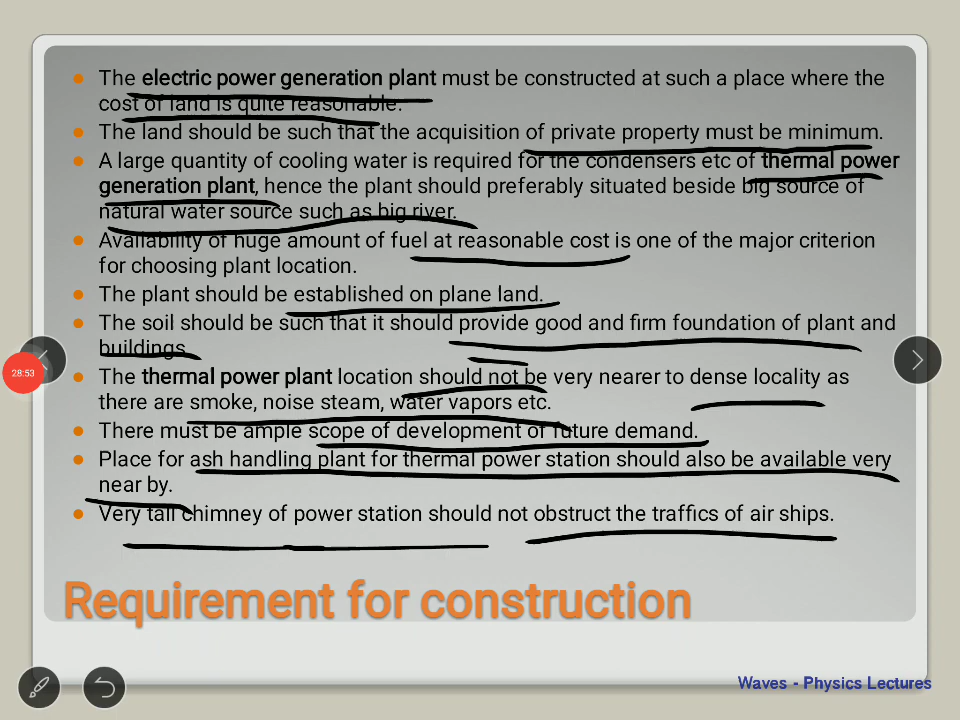 The electric power generation plant must be constructed at such a place where the
cost of land is quite reasonable.
The land should be such that the acquisition of private property must be minimum.
A large quantity of cooling water is required for the condensers etc of thermal power
generation plant, hence the plant should preferably situated beside big source of
natural water source such as big river.
Availability of huge amount of fuel at reasonable cost is one of the major criterion
for choosing plant location.
The plant should be established on plane land.
The soil should be such that it should provide good and firm foundation of plant and
buildings.
28:53
The thermal power plant location should not be very nearer to dense locality as
there are smoke, noise steam, water vapors etc.
There must be ample scope of development of future demand.
Place for ash handling plant for thermal power station should also be available very
near by.
Very tall chimney of power station should not obstruct the traffics of air ships.
Requirement for construction
Waves - Physics Lectures